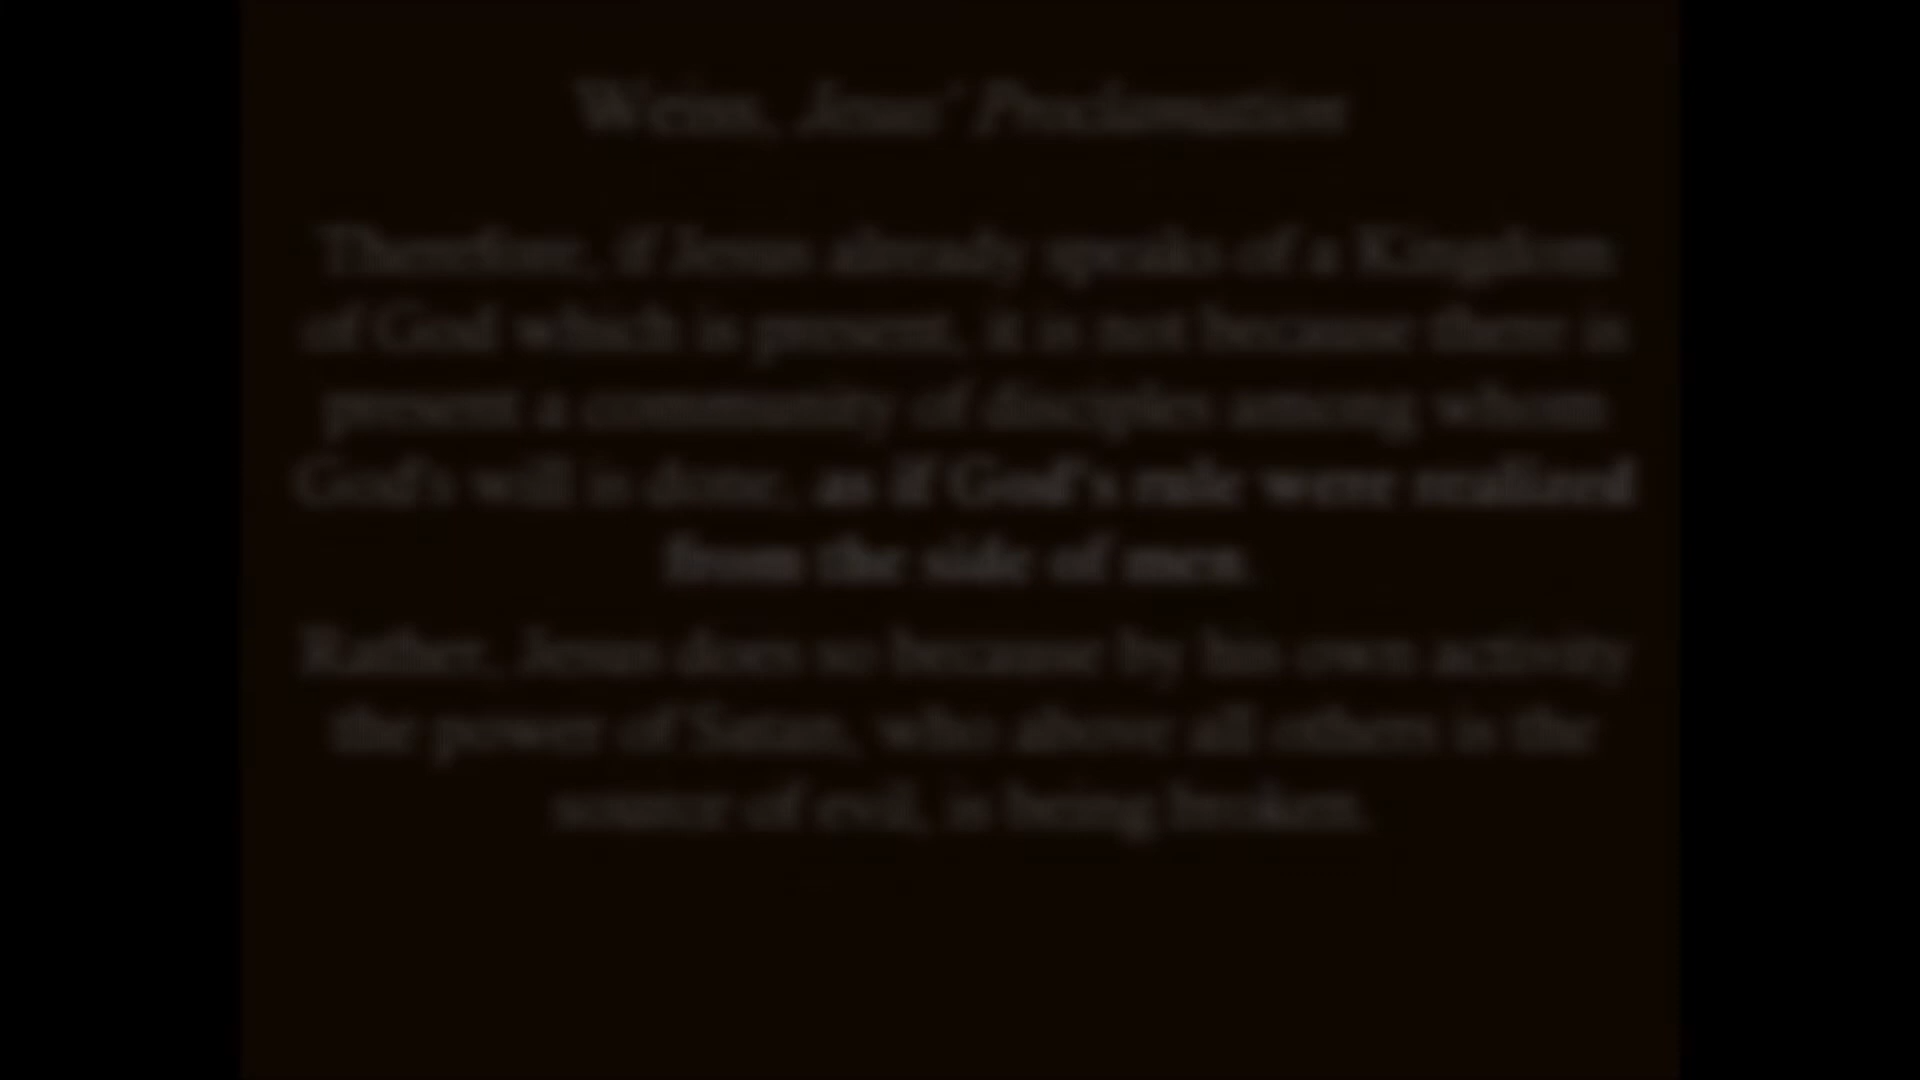 Weiss, Jesus' Proclamation
Therefore, if Jesus already speaks of a Kingdom
of God which is present, it is not because there is
present a community of disciples among whom
God's will is done, as if God's rule were realized
from the side of men.
Rather, Jesus does so because by his own activity
the power of Satan, who above all others is the
source of evil, is being broken.